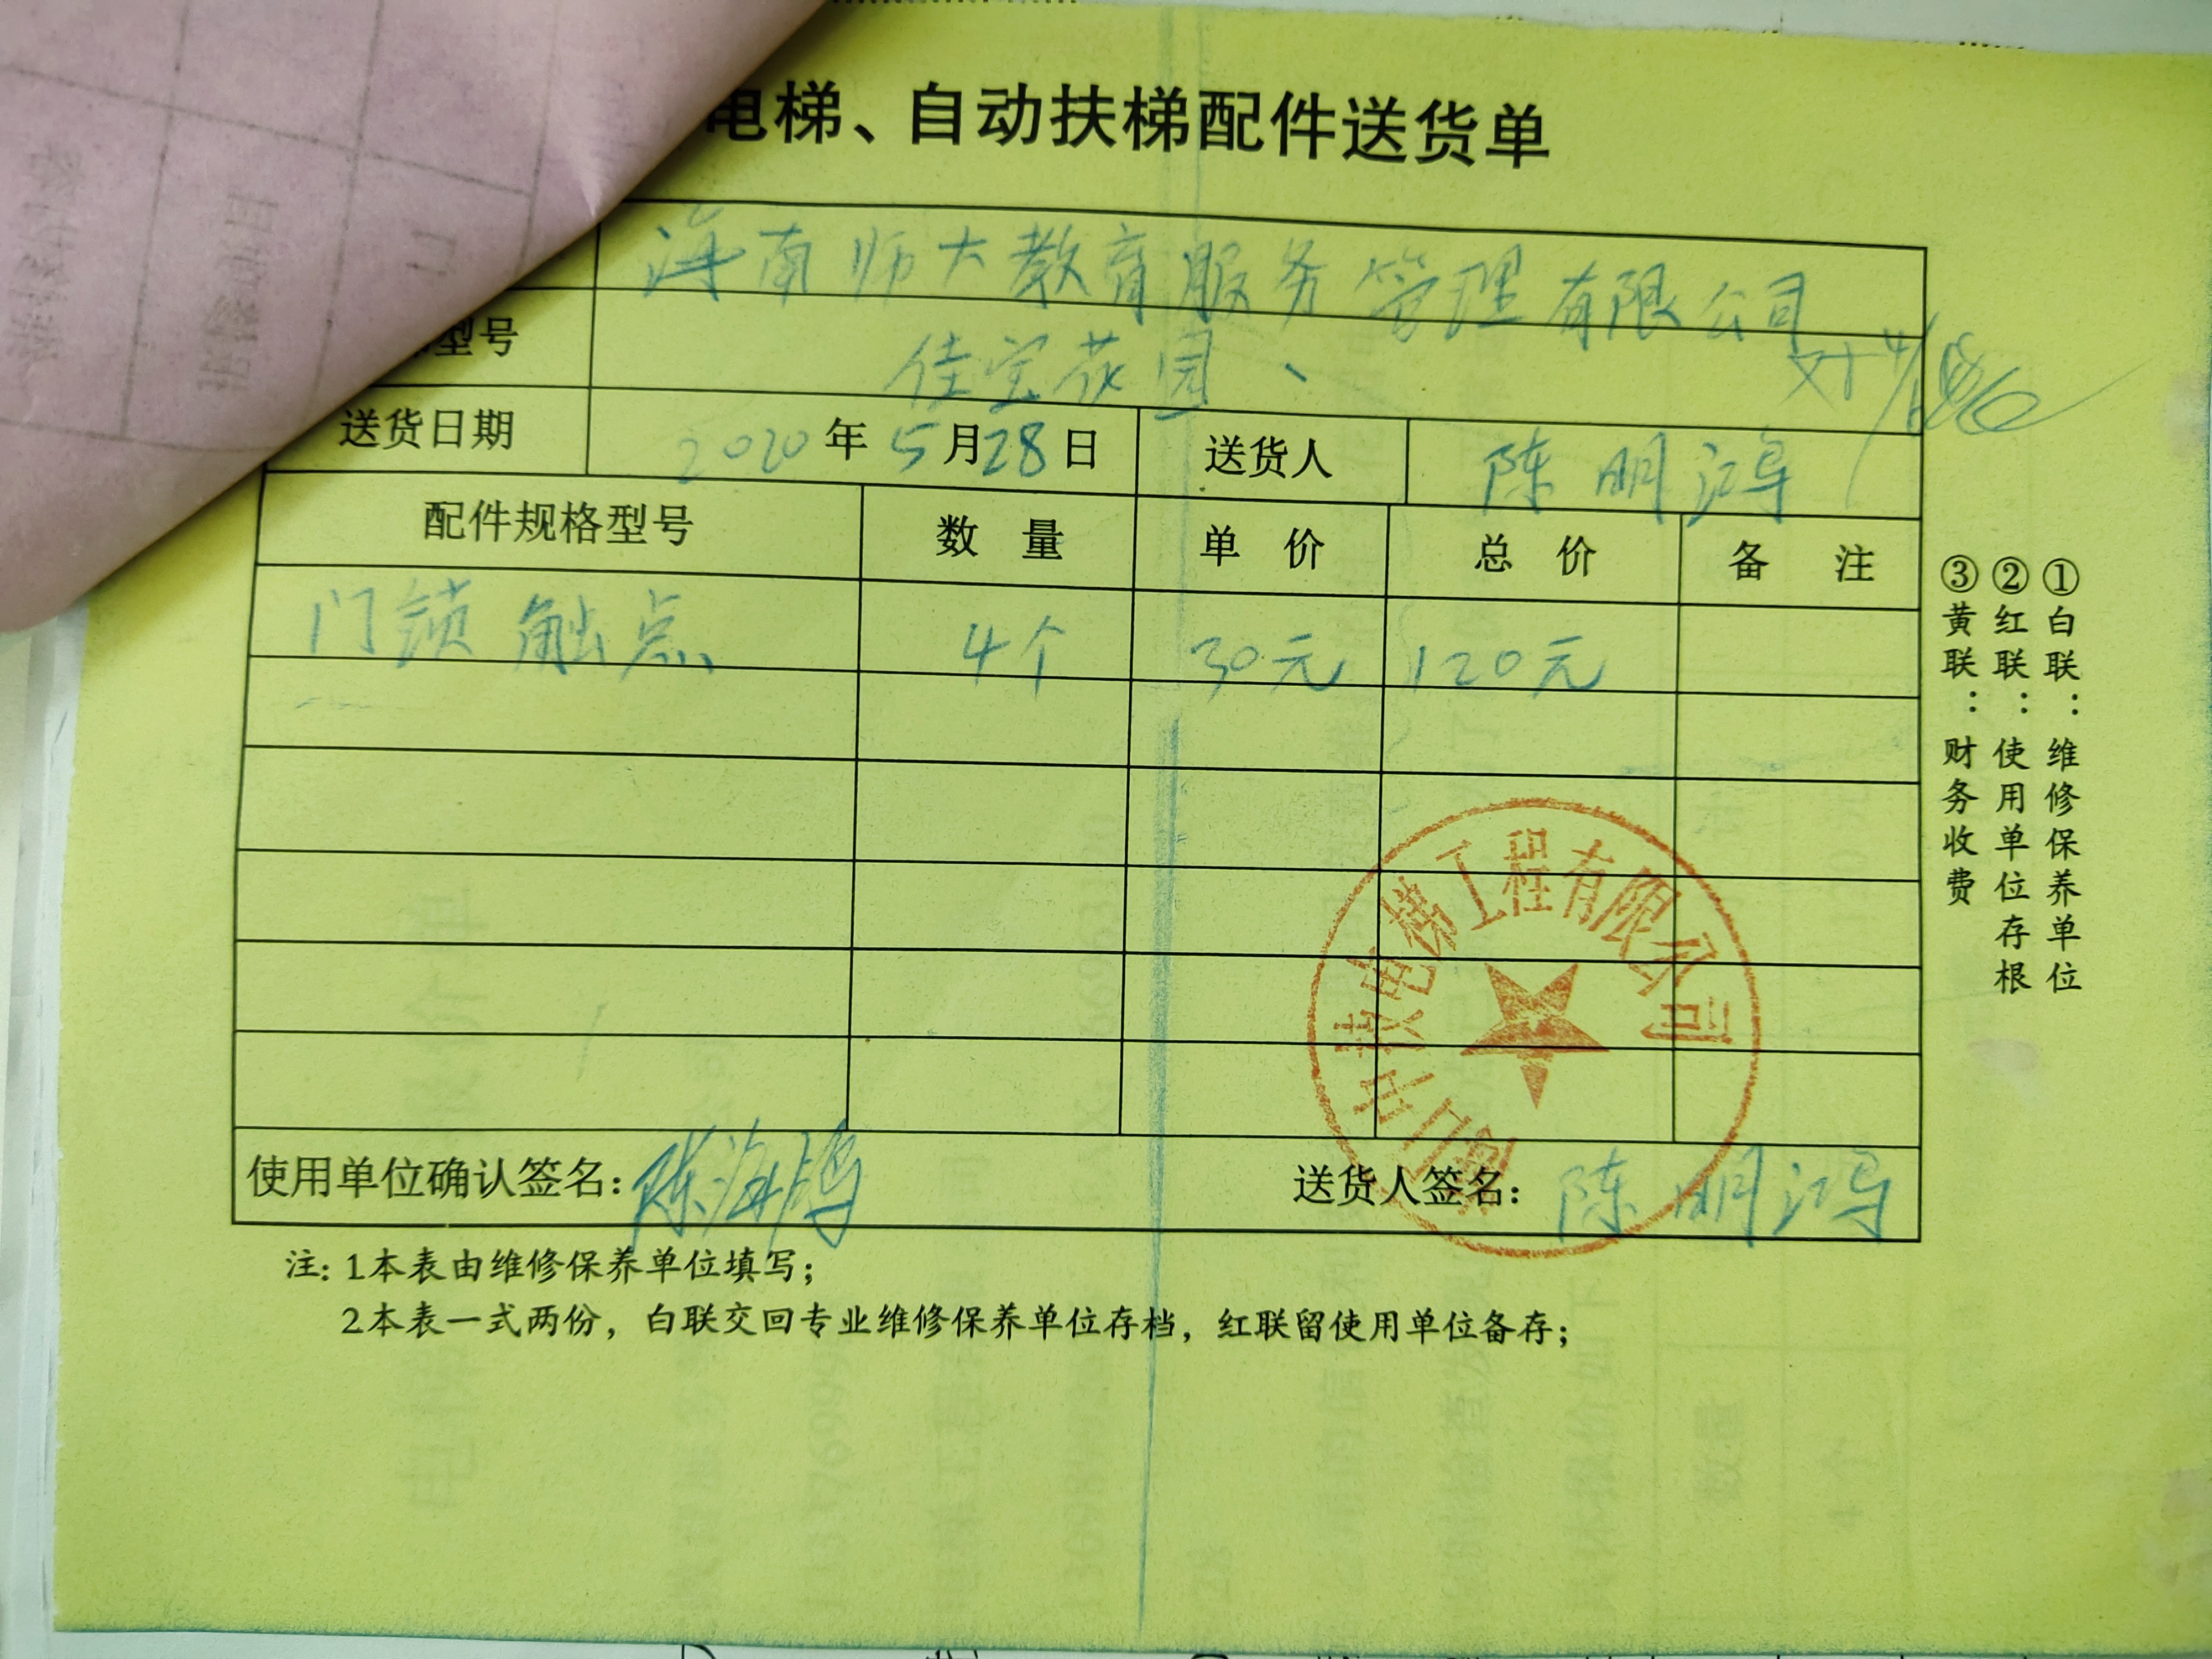 电梯、自动扶梯配件送货单
海南师大教育服务管理有限公司
型号 佳宝花园、
送货日期 2020年5月28日 送货人 陈明鸿
配件规格型号 数量 单价 总价 备注
门锁触点 4个 30元 120元
电梯工程有限公司
使用单位确认签名：陈海鸿 送货人签名：陈明鸿
注：1本表由维修保养单位填写；
2本表一式两份，白联交回专业维修保养单位存档，红联留使用单位备存；
①白联：维修保养单位
②红联：使用单位存根
③黄联：财务收费